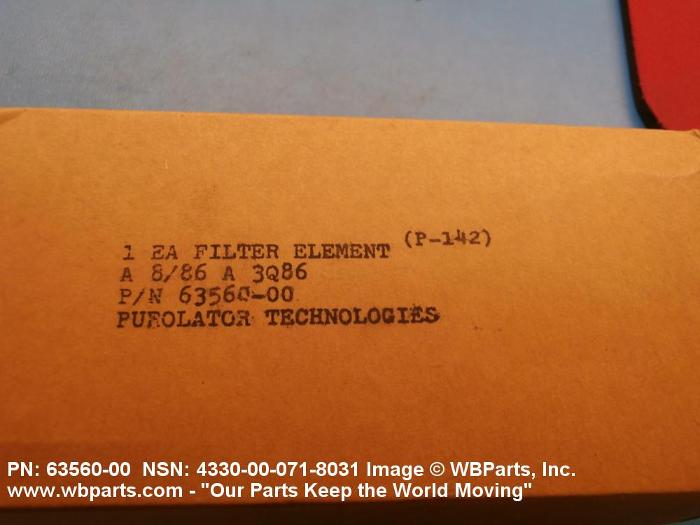 1 EA FILTER ELEMENT (P-142)
A 8/86 A 3Q86
P/N 63560-00
PUROLATOR TECHNOLOGIES
PN: 63560-00 NSN: 4330-00-071-8031 Image © WBParts, Inc.
www.wbparts.com - "Our Parts Keep the World Moving"